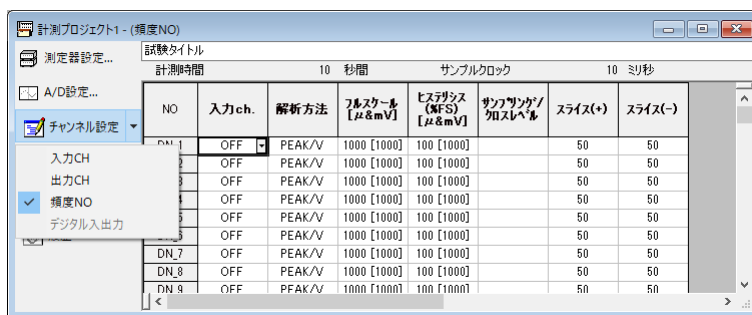 計測プロジェクト1 - (頻度NO)
測定器設定...
A/D設定...
チャンネル設定
入力CH
出力CH
頻度NO
デジタル入出力
試験タイトル
計測時間 10 秒間 サンプルクロック 10 ミリ秒
NO 入力ch. 解析方法 フルスケール [μ&mV] ヒステリシス (%FS) [μ&mV] サンプリング/クロスレベル スライス(+) スライス(-)
DN_1 OFF PEAK/V 1000 [1000] 100 [1000] 50 50
OFF PEAK/V 1000 [1000] 100 [1000] 50 50
OFF PEAK/V 1000 [1000] 100 [1000] 50 50
OFF PEAK/V 1000 [1000] 100 [1000] 50 50
OFF PEAK/V 1000 [1000] 100 [1000] 50 50
OFF PEAK/V 1000 [1000] 100 [1000] 50 50
DN_7 OFF PEAK/V 1000 [1000] 100 [1000] 50 50
DN_8 OFF PEAK/V 1000 [1000] 100 [1000] 50 50
DN_9 OFF PEAK/V 1000 [1000] 100 [1000] 50 50